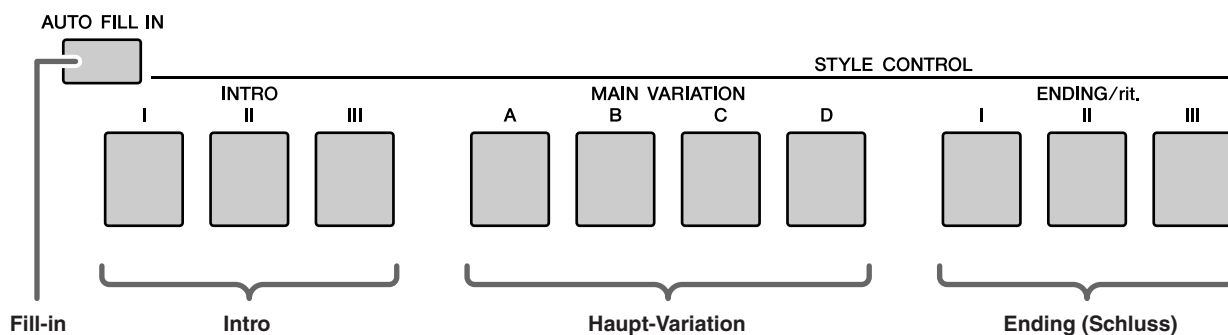 AUTO FILL IN
STYLE CONTROL
INTRO MAIN VARIATION ENDING/rit.
I II III A B C D I II III
Fill-in Intro Haupt-Variation Ending (Schluss)